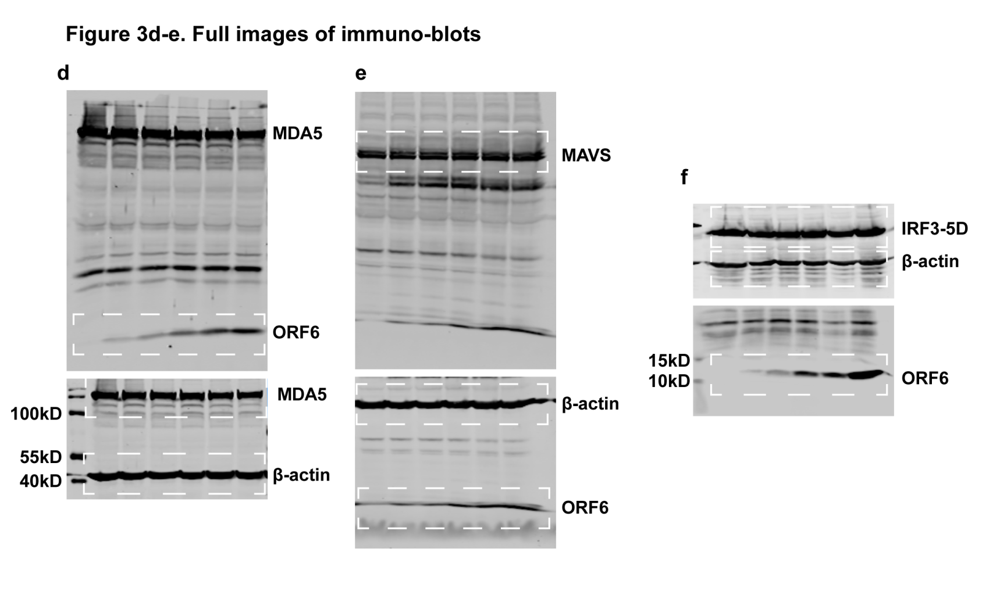 Figure 3d-e. Full images of immuno-blots
d
MDA5
ORF6
MDA5
100kD
55kD
40kD
β-actin
e
MAVS
β-actin
ORF6
f
IRF3-5D
β-actin
15kD
10kD
ORF6